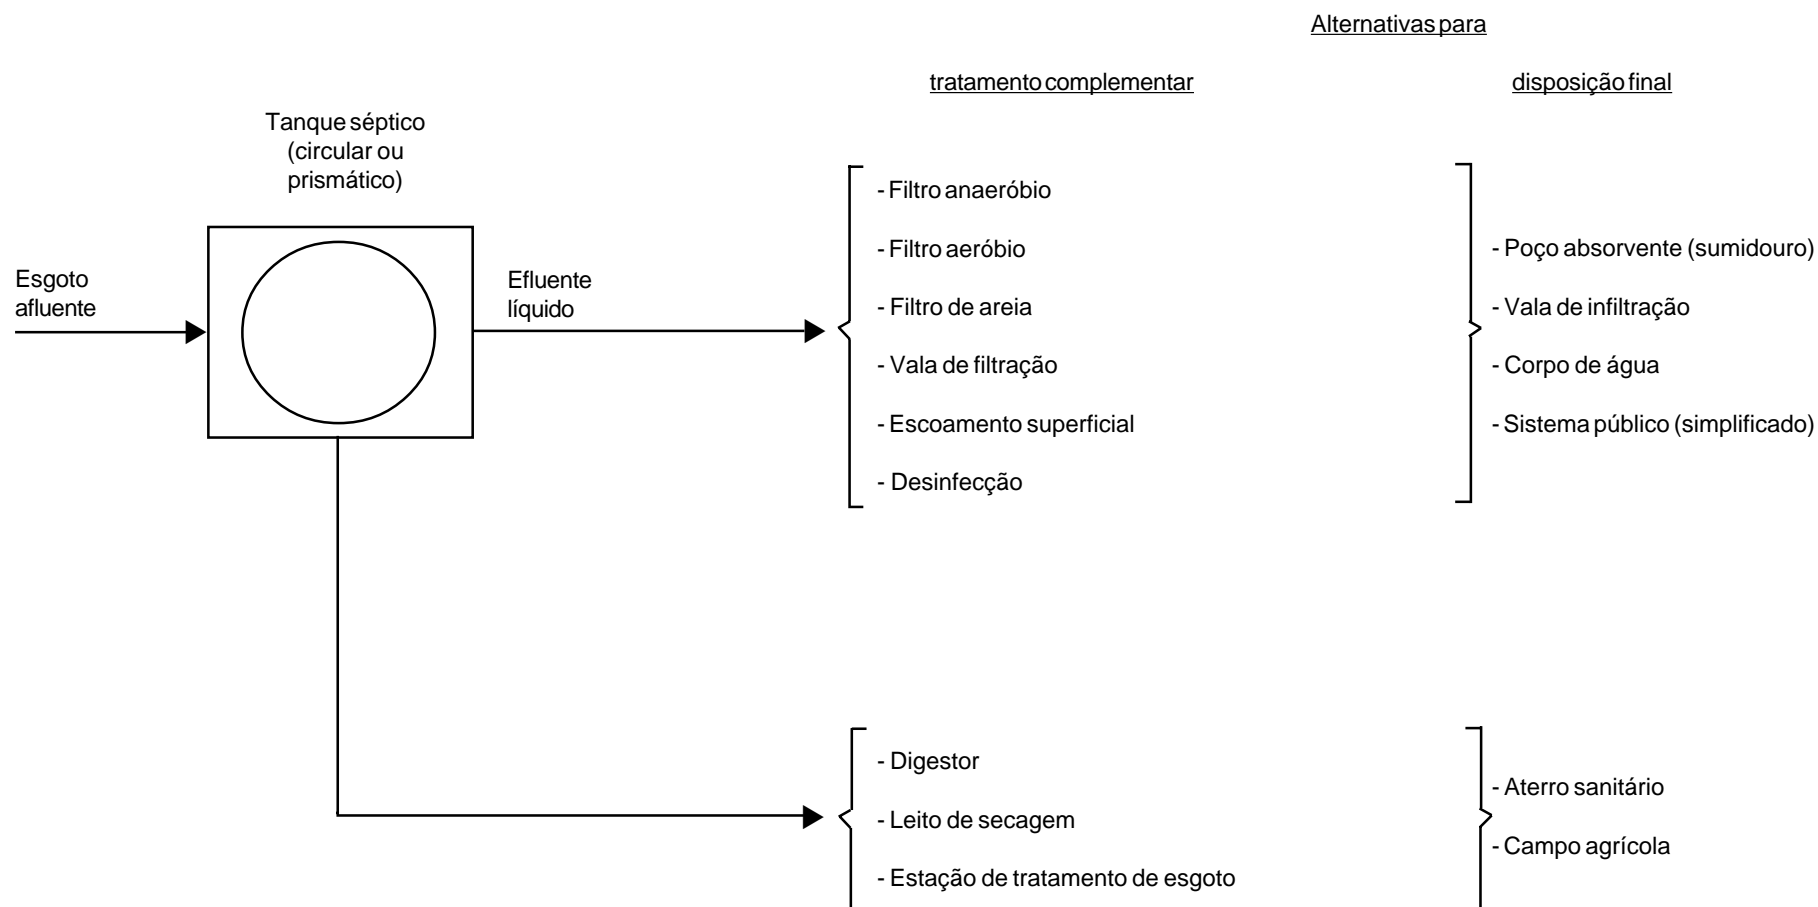 Alternativas para
tratamento complementar
disposição final
Tanque séptico
(circular ou
prismático)
Esgoto
afluente
Efluente
líquido
- Filtro anaeróbio
- Filtro aeróbio
- Filtro de areia
- Vala de filtração
- Escoamento superficial
- Desinfecção
- Poço absorvente (sumidouro)
- Vala de infiltração
- Corpo de água
- Sistema público (simplificado)
- Digestor
- Leito de secagem
- Estação de tratamento de esgoto
- Aterro sanitário
- Campo agrícola